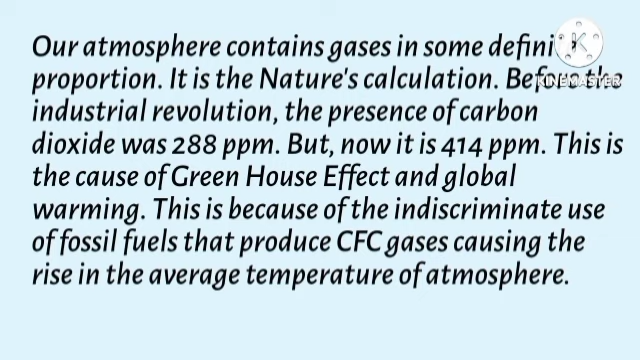 Our atmosphere contains gases in some
proportion. It is the Nature's calculation.
industrial revolution, the presence of carbon
dioxide was 288 ppm. But, now it is 414 ppm. This is
the cause of Green House Effect and global
warming. This is because of the indiscriminate use
of fossil fuels that produce CFC gases causing the
rise in the average temperature of atmosphere.
KINEMASTER